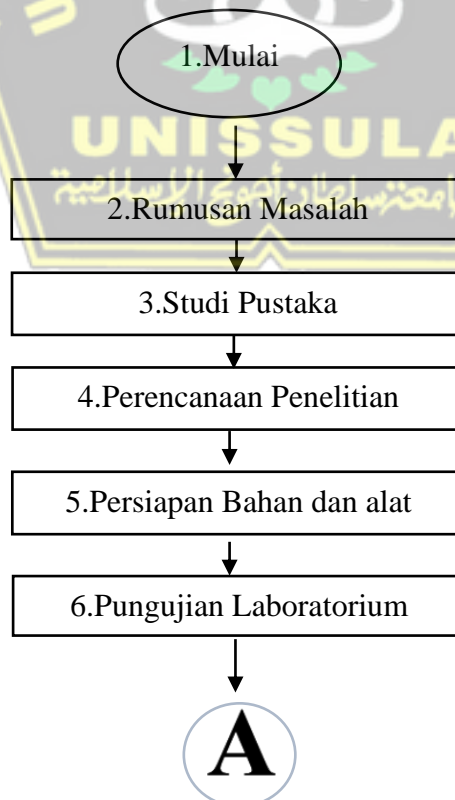 1.Mulai
UNISSULA
2.Rumusan Masalah
3.Studi Pustaka
4.Perencanaan Penelitian
5.Persiapan Bahan dan alat
6.Pungujian Laboratorium
A